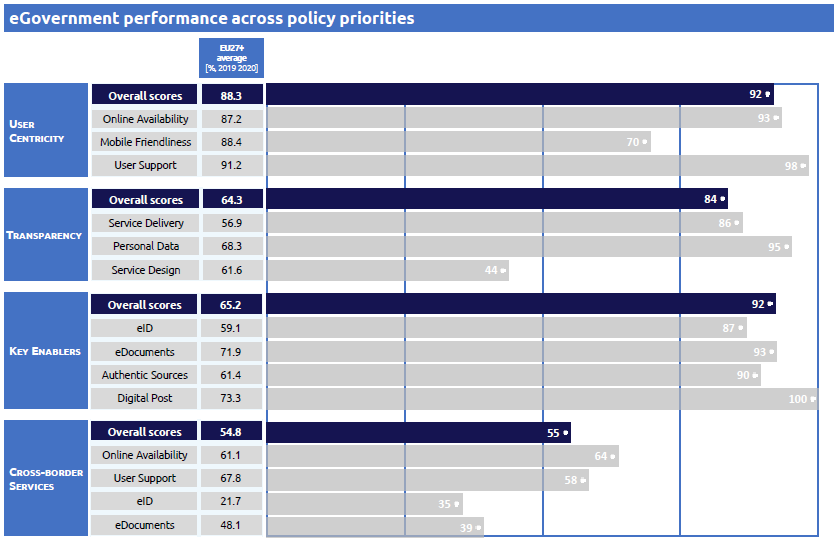 eGovernment performance across policy priorities
EU27+
average
[%, 2019 2020]
USER
CENTRICITY
Overall scores 88.3 92
Online Availability 87.2 93
Mobile Friendliness 88.4 70
User Support 91.2 98
TRANSPARENCY
Overall scores 64.3 84
Service Delivery 56.9 86
Personal Data 68.3 95
Service Design 61.6 44
KEY ENABLERS
Overall scores 65.2 92
eID 59.1 87
eDocuments 71.9 93
Authentic Sources 61.4 90
Digital Post 73.3 100
CROSS-BORDER
SERVICES
Overall scores 54.8 55
Online Availability 61.1 64
User Support 67.8 58
eID 21.7 35
eDocuments 48.1 39